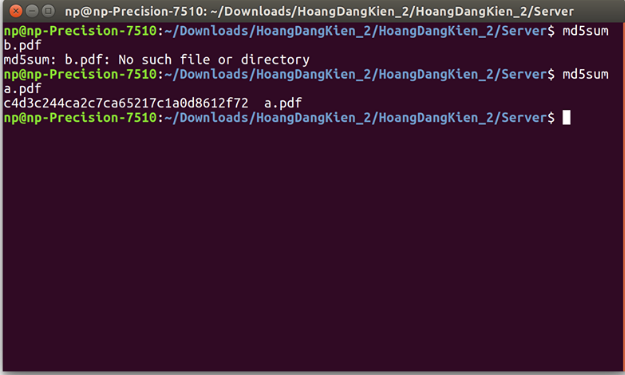 np@np-Precision-7510: ~/Downloads/HoangDangKien_2/HoangDangKien_2/Server
np@np-Precision-7510:~/Downloads/HoangDangKien_2/HoangDangKien_2/Server$ md5sum
b.pdf
md5sum: b.pdf: No such file or directory
np@np-Precision-7510:~/Downloads/HoangDangKien_2/HoangDangKien_2/Server$ md5sum
a.pdf
c4d3c244ca2c7ca65217c1a0d8612f72  a.pdf
np@np-Precision-7510:~/Downloads/HoangDangKien_2/HoangDangKien_2/Server$